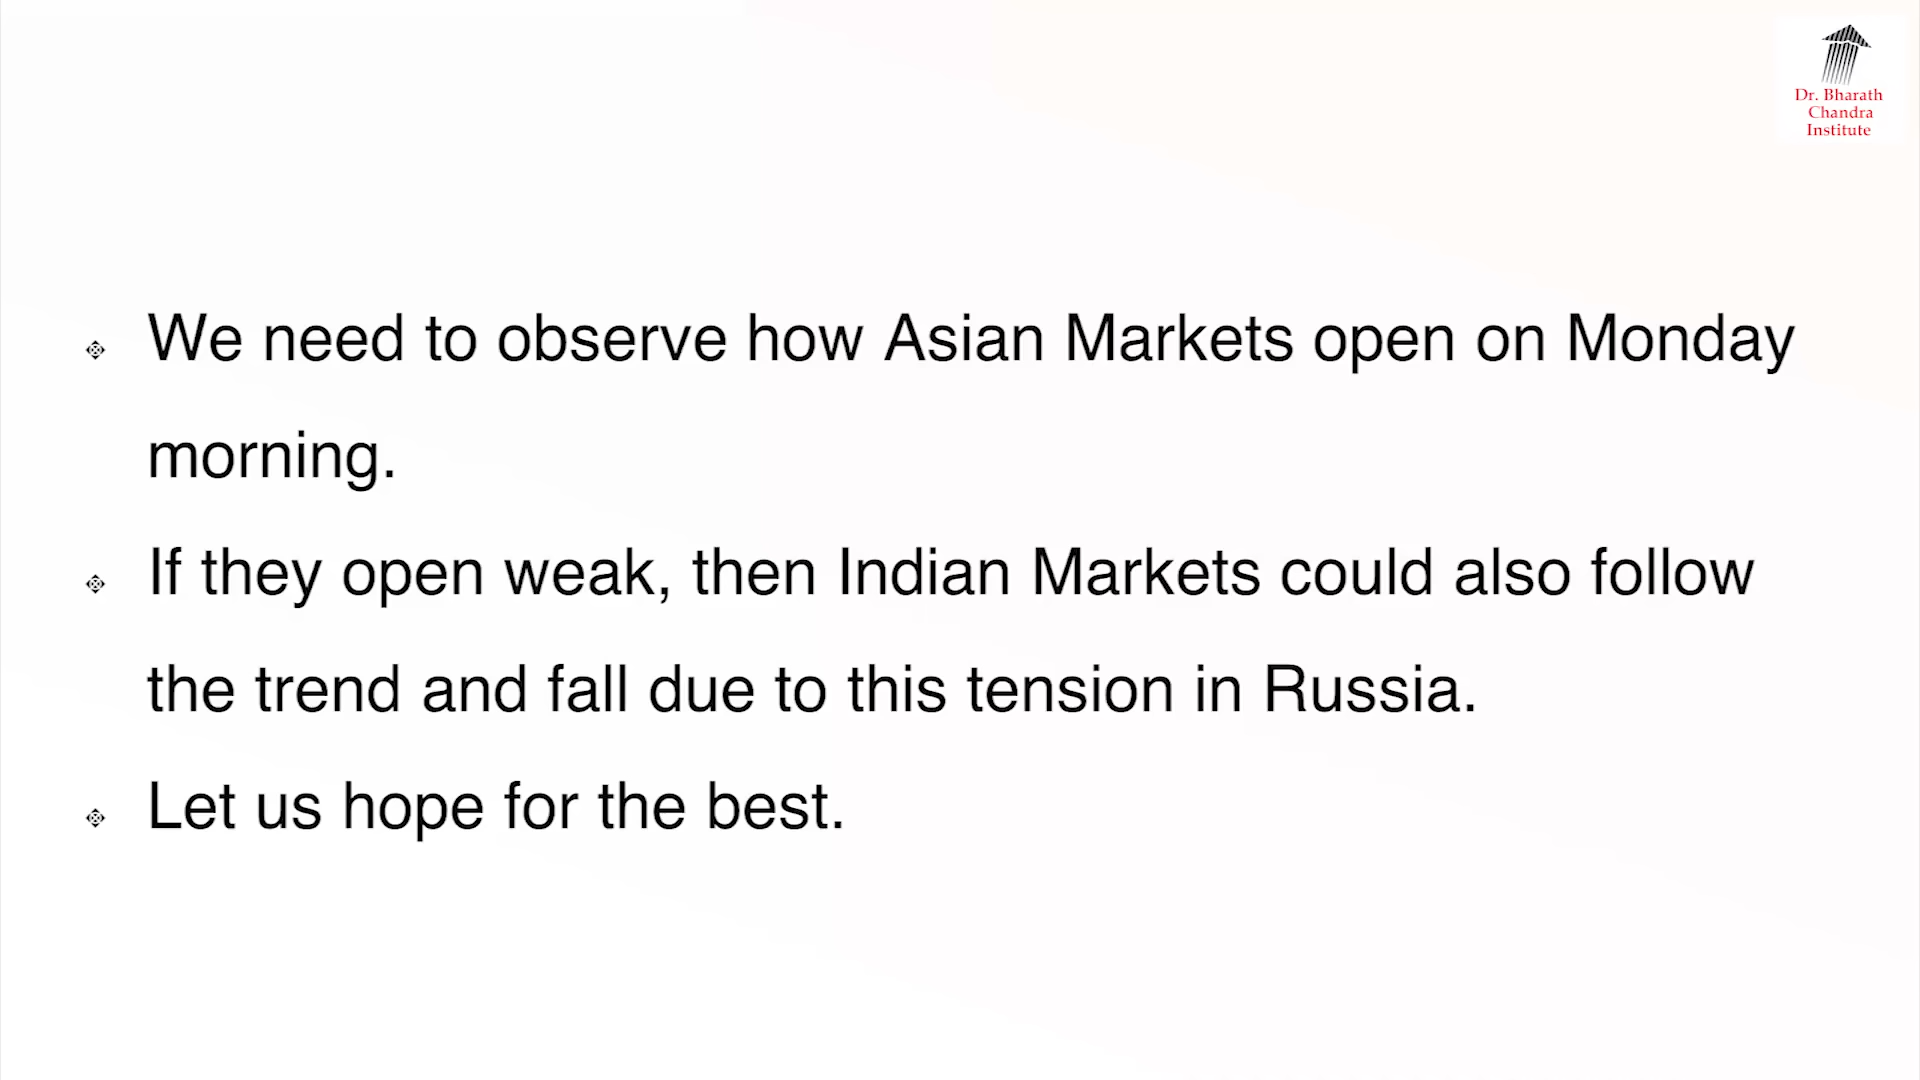 Dr. Bharath
Chandra
Institute
We need to observe how Asian Markets open on Monday
morning.
If they open weak, then Indian Markets could also follow
the trend and fall due to this tension in Russia.
Let us hope for the best.